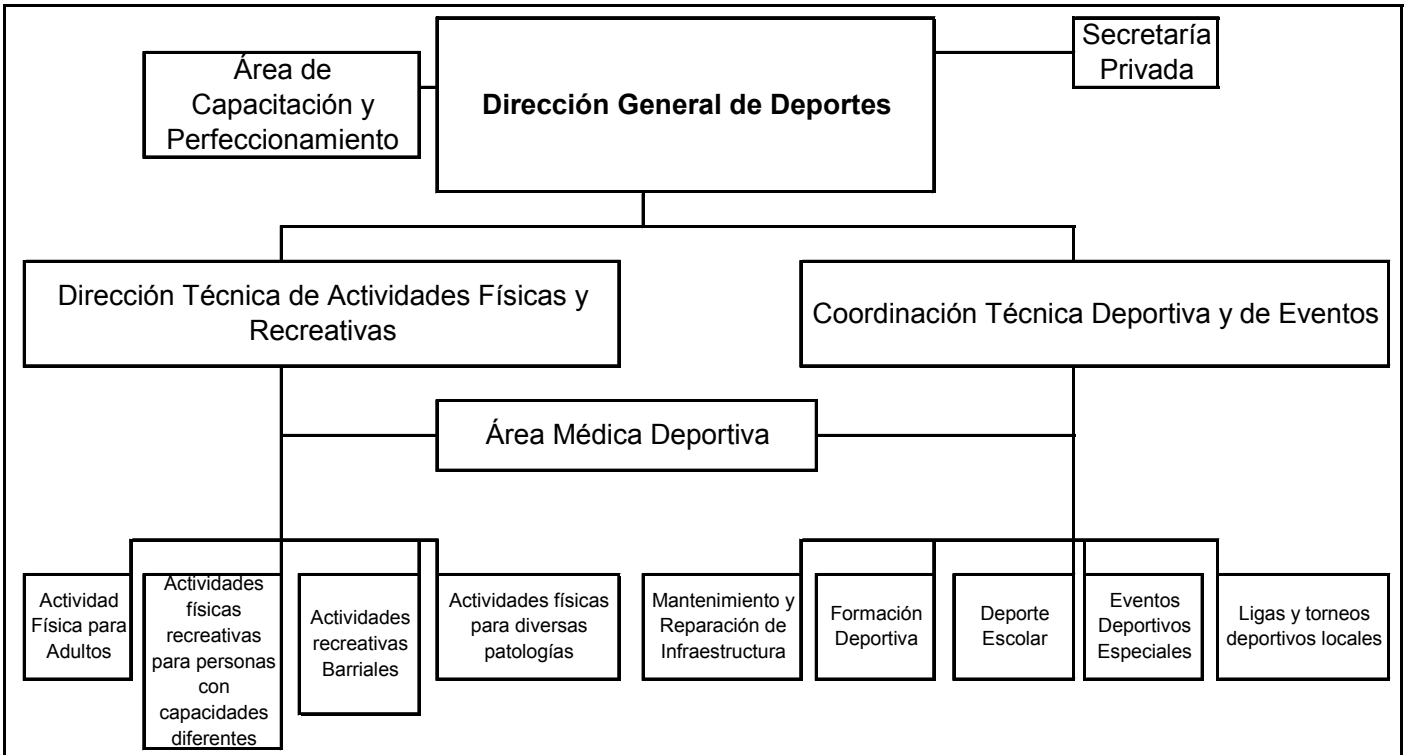 Área de
Capacitación y
Perfeccionamiento
Dirección General de Deportes
Secretaría
Privada
Dirección Técnica de Actividades Físicas y
Recreativas
Coordinación Técnica Deportiva y de Eventos
Área Médica Deportiva
Actividad
Física para
Adultos
Actividades
físicas
recreativas
para personas
con
capacidades
diferentes
Actividades
recreativas
Barriales
Actividades físicas
para diversas
patologías
Mantenimiento y
Reparación de
Infraestructura
Formación
Deportiva
Deporte
Escolar
Eventos
Deportivos
Especiales
Ligas y torneos
deportivos locales